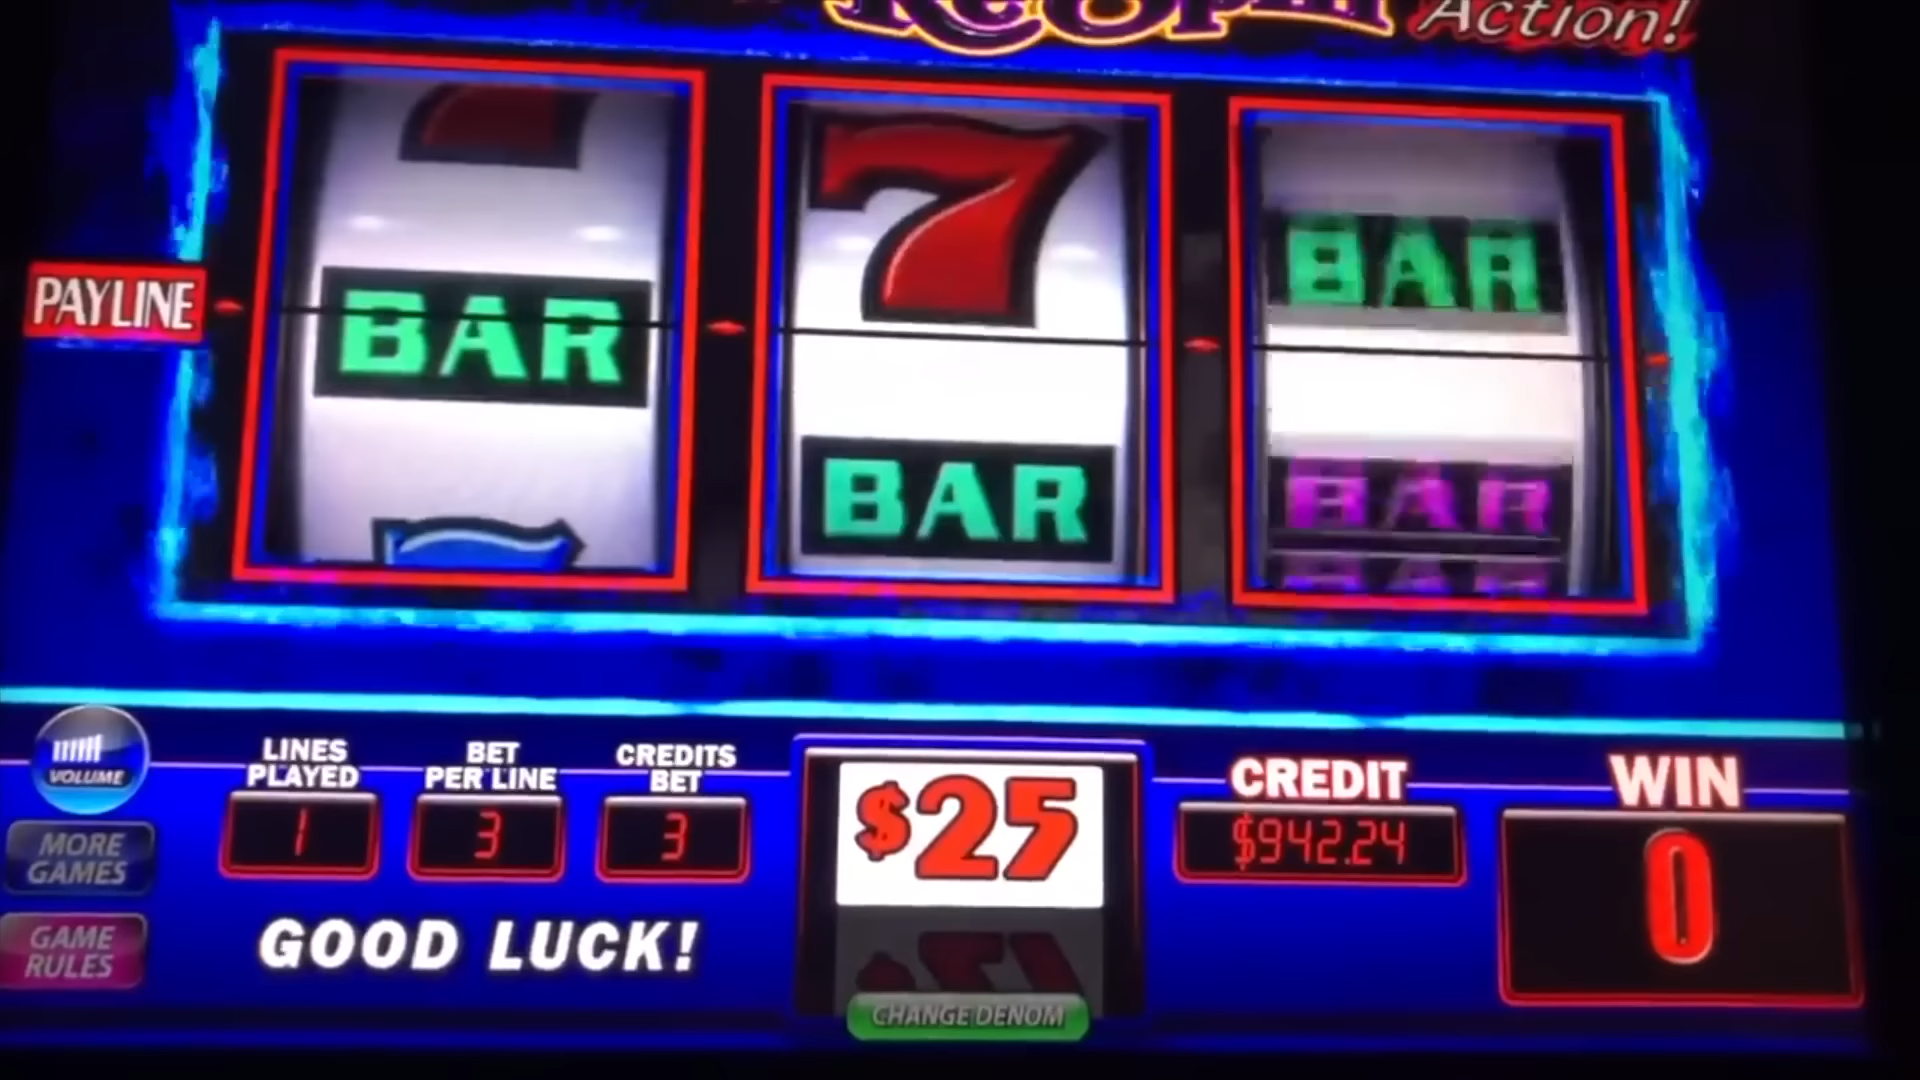 Action!
7
BAR
PAYLINE
BAR
BAR
BAR
BAR
LINES PLAYED
BET PER LINE
CREDITS BET
CREDIT
WIN
VOLUME
1
3
3
$25
$942.24
0
MORE GAMES
GAME RULES
GOOD LUCK!
CHANGE DENOM